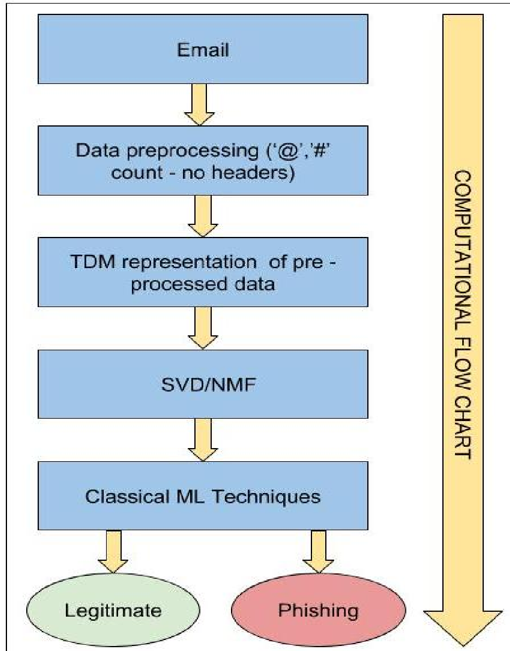 Email
Data preprocessing ('@','#'
count - no headers)
TDM representation of pre -
processed data
SVD/NMF
Classical ML Techniques
Legitimate
Phishing
COMPUTATIONAL FLOW CHART